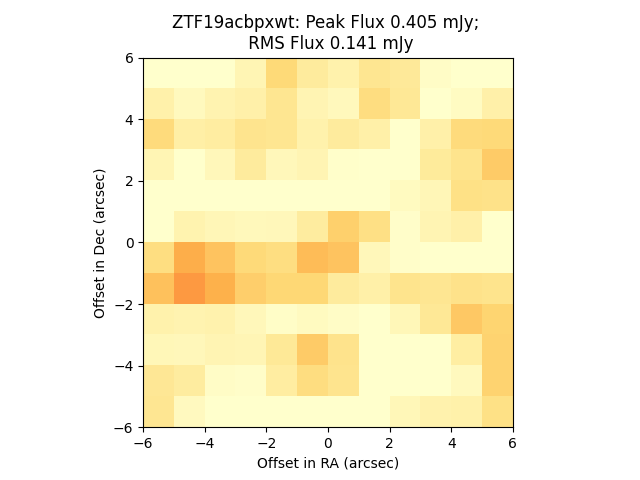 ZTF19acbpxwt: Peak Flux 0.405 mJy;
RMS Flux 0.141 mJy
6
4
2
0
−2
−4
−6
Offset in Dec (arcsec)
−6 −4 −2 0 2 4 6
Offset in RA (arcsec)